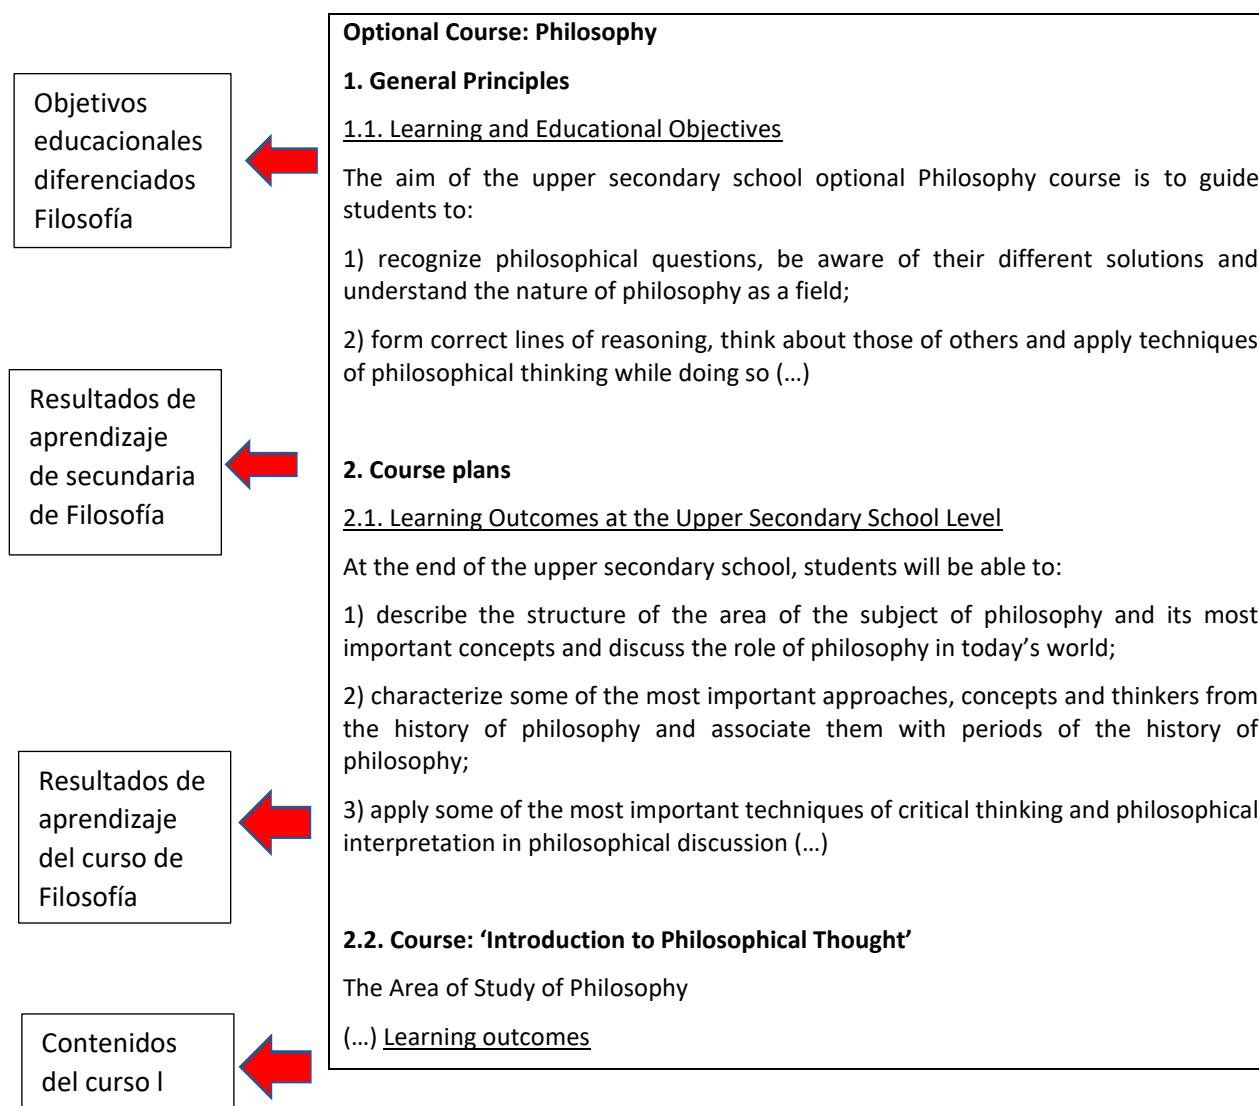 Objetivos
educacionales
diferenciados
Filosofía
Resultados de
aprendizaje
de secundaria
de Filosofía
Resultados de
aprendizaje
del curso de
Filosofía
Contenidos
del curso l
Optional Course: Philosophy
1. General Principles
1.1. Learning and Educational Objectives
The aim of the upper secondary school optional Philosophy course is to guide
students to:
1) recognize philosophical questions, be aware of their different solutions and
understand the nature of philosophy as a field;
2) form correct lines of reasoning, think about those of others and apply techniques
of philosophical thinking while doing so (…)
2. Course plans
2.1. Learning Outcomes at the Upper Secondary School Level
At the end of the upper secondary school, students will be able to:
1) describe the structure of the area of the subject of philosophy and its most
important concepts and discuss the role of philosophy in today’s world;
2) characterize some of the most important approaches, concepts and thinkers from
the history of philosophy and associate them with periods of the history of
philosophy;
3) apply some of the most important techniques of critical thinking and philosophical
interpretation in philosophical discussion (…)
2.2. Course: ‘Introduction to Philosophical Thought’
The Area of Study of Philosophy
(…) Learning outcomes